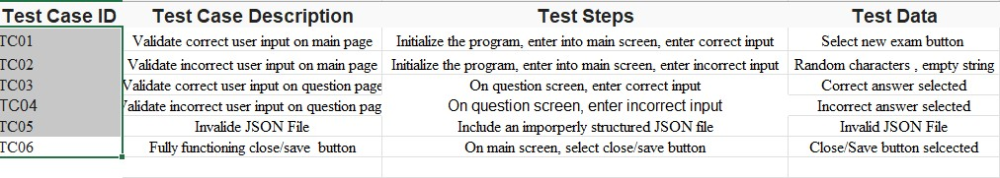 Test Case ID Test Case Description Test Steps Test Data
TC01 Validate correct user input on main page Initialize the program, enter into main screen, enter correct input Select new exam button
TC02 Validate incorrect user input on main page Initialize the program, enter into main screen, enter incorrect input Random characters , empty string
TC03 Validate correct user input on question page On question screen, enter correct input Correct answer selected
TC04 Validate incorrect user input on question pag On question screen, enter incorrect input Incorrect answer selected
TC05 Invalide JSON File Include an imporperly structured JSON file Invalid JSON File
TC06 Fully functioning close/save button On main screen, select close/save button Close/Save button selcected